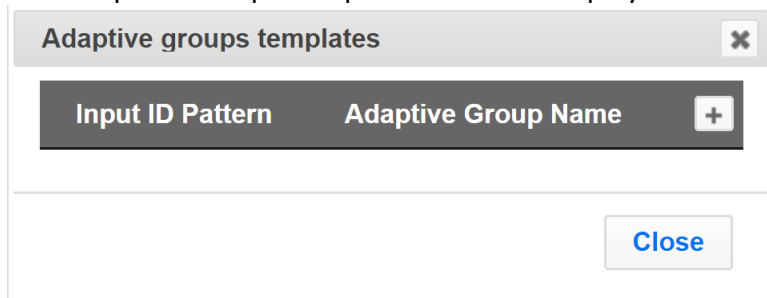 Adaptive groups templates
Input ID Pattern Adaptive Group Name
Close